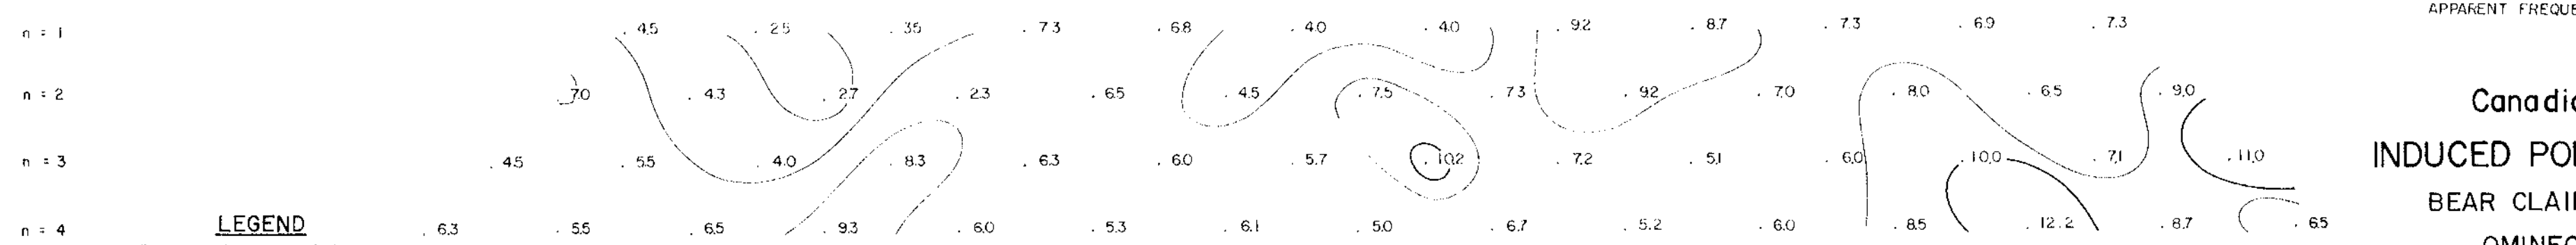 APPARENT FREQUE
n = 1 . 4.5 . 2.5 . 3.5 . 7.3 . 6.8 . 4.0 . 4.0 . 9.2 . 8.7 . 7.3 . 6.9 . 7.3
n = 2 . 7.0 . 4.3 . 2.7 . 2.3 . 6.5 . 4.5 . 7.5 . 7.3 . 9.2 . 7.0 . 8.0 . 6.5 . 9.0
Canadi
n = 3 . 4.5 . 5.5 . 4.0 . 8.3 . 6.3 . 6.0 . 5.7 . 10.2 . 7.2 . 5.1 . 6.0 . 10.0 . 7.1 . 11.0
INDUCED PO
BEAR CLAI
n = 4 LEGEND . 6.3 . 5.5 . 6.5 . 9.3 . 6.0 . 5.3 . 6.1 . 5.0 . 6.7 . 5.2 . 6.0 . 8.5 . 12.2 . 8.7 . 6.5
OMINEC